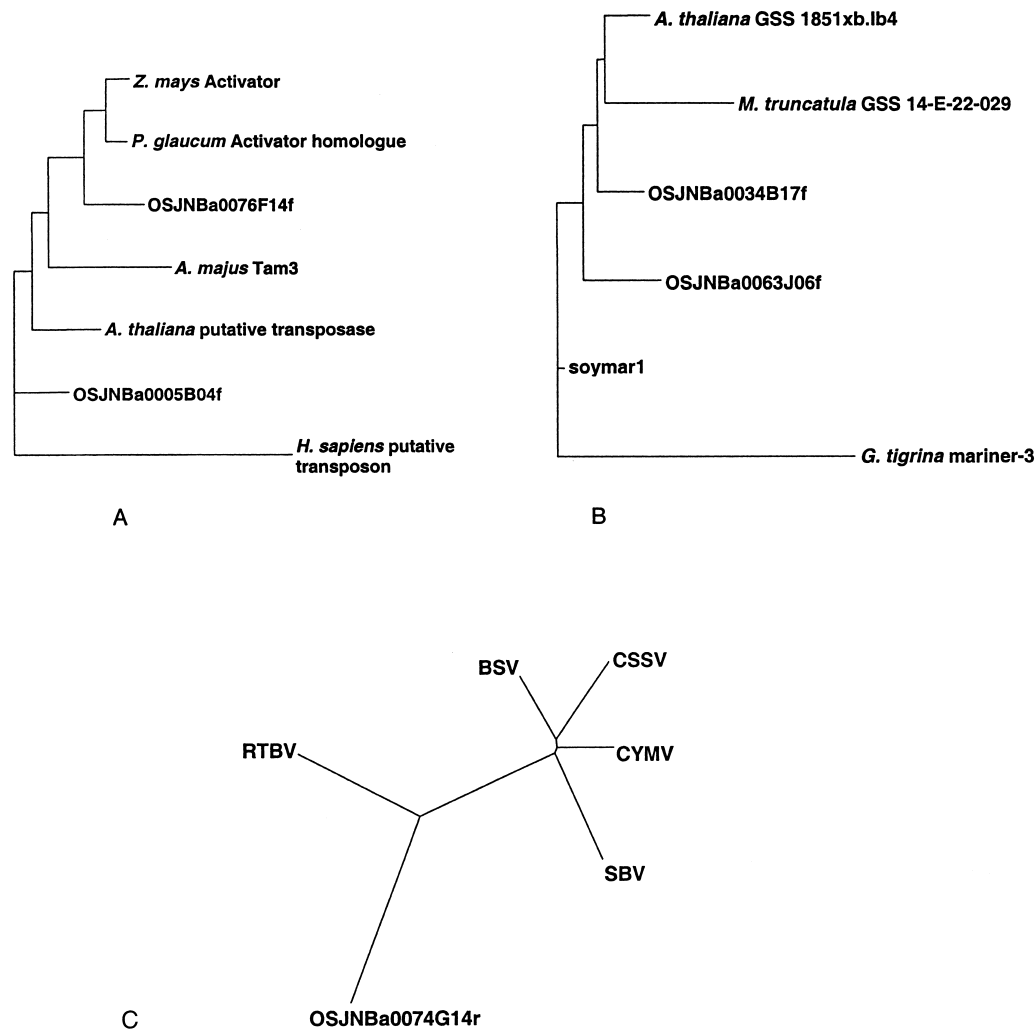 Z. mays Activator
P. glaucum Activator homologue
OSJNBa0076F14f
A. majus Tam3
A. thaliana putative transposase
OSJNBa0005B04f
H. sapiens putative
transposon
A
A. thaliana GSS 1851xb.lb4
M. truncatula GSS 14-E-22-029
OSJNBa0034B17f
OSJNBa0063J06f
soymar1
G. tigrina mariner-3
B
BSV
CSSV
RTBV
CYMV
SBV
OSJNBa0074G14r
C